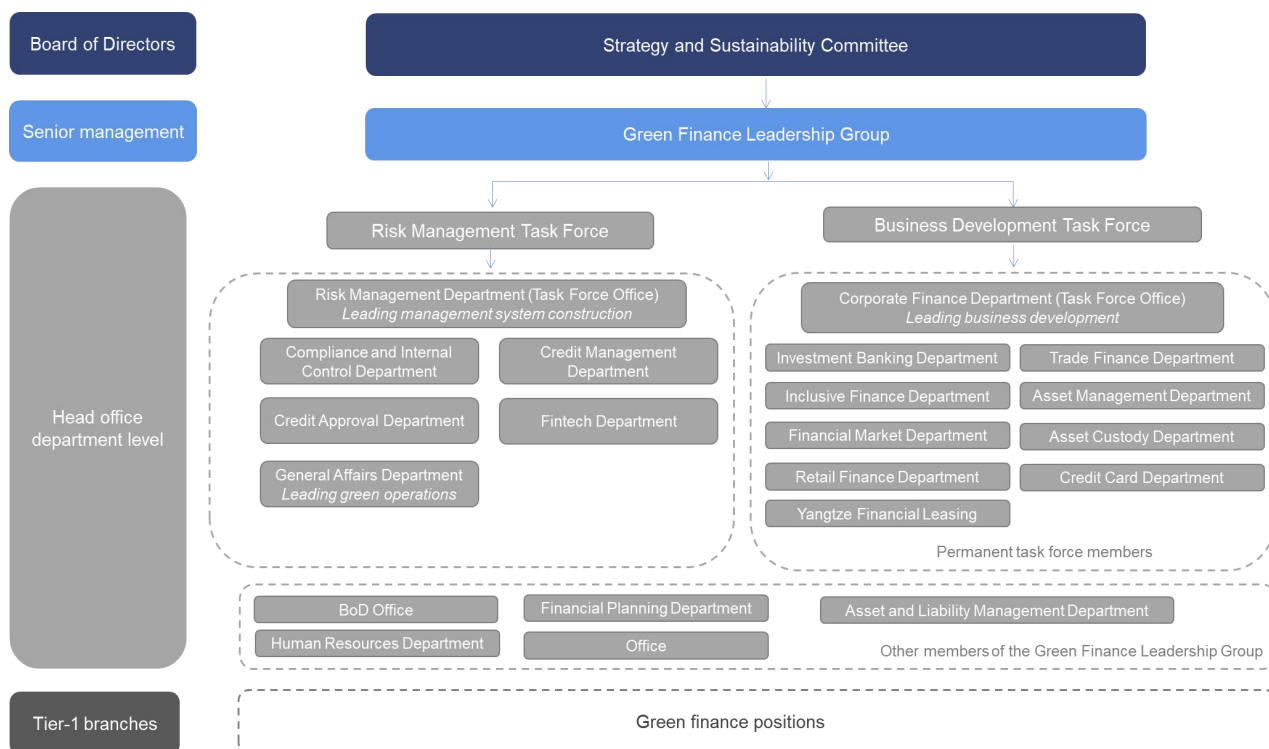 Board of Directors
Strategy and Sustainability Committee
Senior management
Green Finance Leadership Group
Head office
department level
Risk Management Task Force
Business Development Task Force
Risk Management Department (Task Force Office)
Leading management system construction
Compliance and Internal
Control Department
Credit Management
Department
Credit Approval Department
Fintech Department
General Affairs Department
Leading green operations
Corporate Finance Department (Task Force Office)
Leading business development
Investment Banking Department
Trade Finance Department
Inclusive Finance Department
Asset Management Department
Financial Market Department
Asset Custody Department
Retail Finance Department
Credit Card Department
Yangtze Financial Leasing
Permanent task force members
BoD Office
Financial Planning Department
Asset and Liability Management Department
Human Resources Department
Office
Other members of the Green Finance Leadership Group
Tier-1 branches
Green finance positions